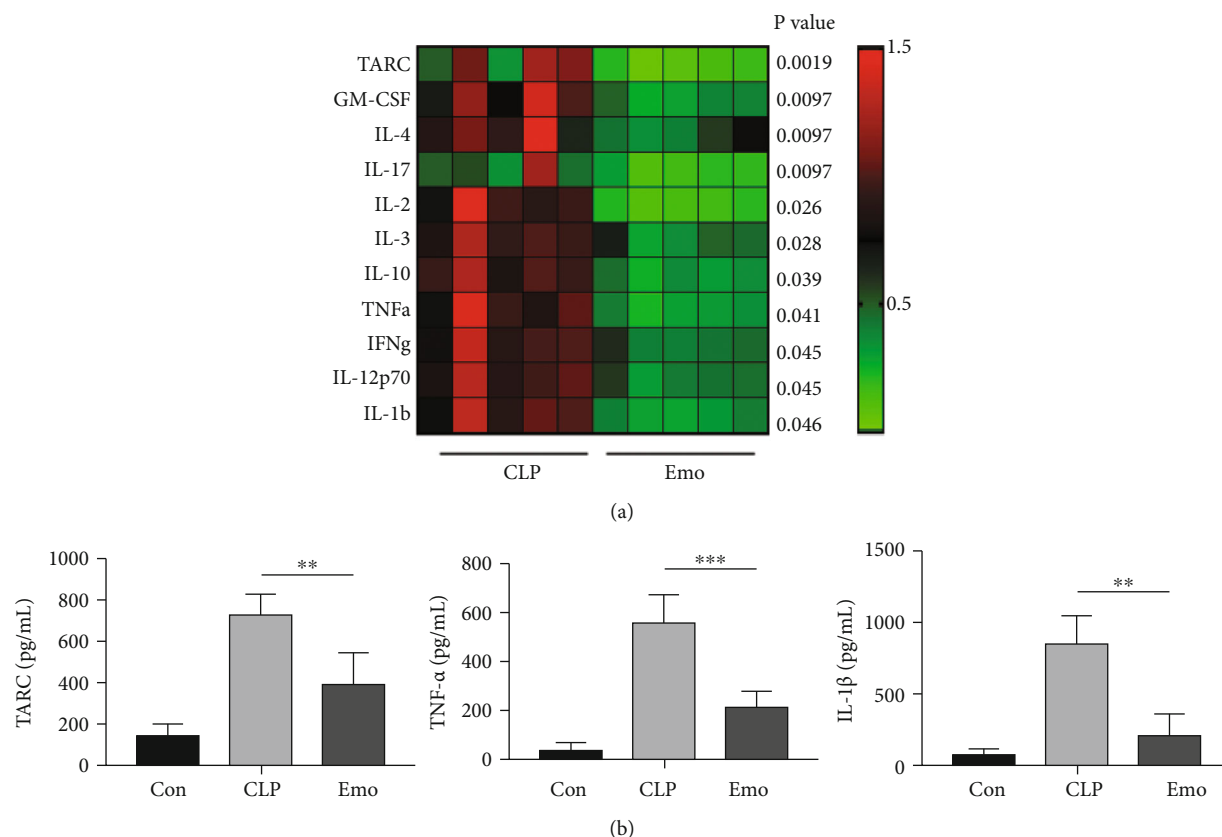 P value
TARC 0.0019 1.5
GM-CSF 0.0097
IL-4 0.0097
IL-17 0.0097
IL-2 0.026
IL-3 0.028
IL-10 0.039
TNFa 0.041 0.5
IFNg 0.045
IL-12p70 0.045
IL-1b 0.046
CLP Emo
(a)
TARC (pg/mL)
1000
800
600
400
200
0
**
Con CLP Emo
TNF-α (pg/mL)
800
600
400
200
0
***
Con CLP Emo
IL-1β (pg/mL)
1500
1000
500
0
**
Con CLP Emo
(b)